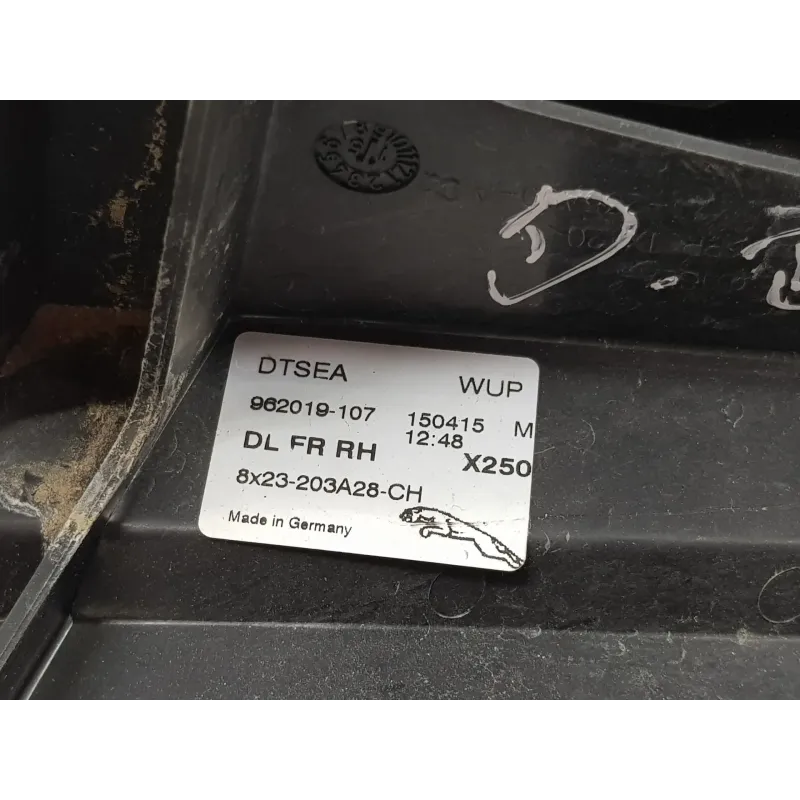 DTSEA WUP
962019-107 150415 M
12:48
DL FR RH X250
8x23-203A28-CH
Made in Germany
D.